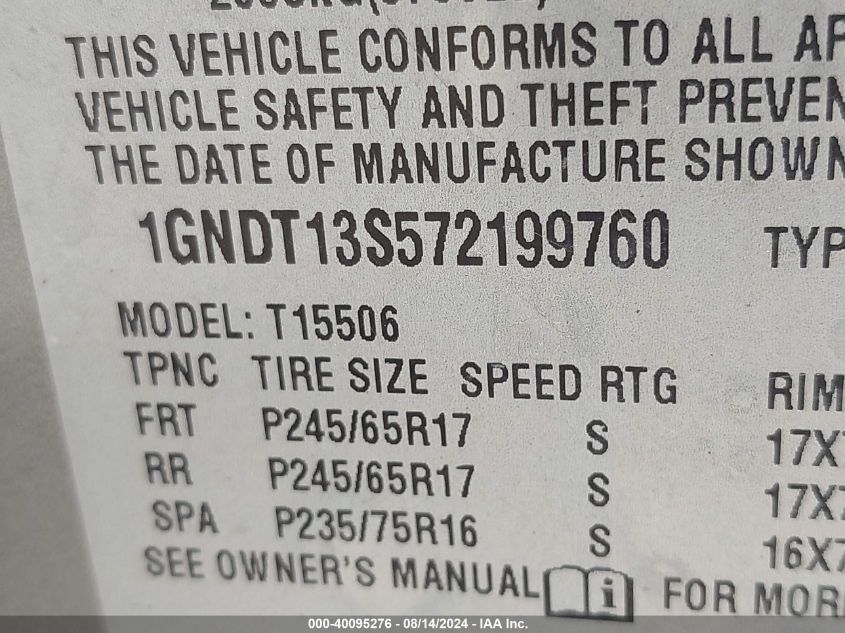 THIS VEHICLE CONFORMS TO ALL AP
VEHICLE SAFETY AND THEFT PREVEN
THE DATE OF MANUFACTURE SHOWN
1GNDT13S572199760 TYP
MODEL: T15506
TPNC TIRE SIZE SPEED RTG RIM
FRT P245/65R17 S 17X7
RR P245/65R17 S 17X7
SPA P235/75R16 S 16X7
SEE OWNER'S MANUAL i FOR MOR
000-40095276 - 08/14/2024 - IAA Inc.